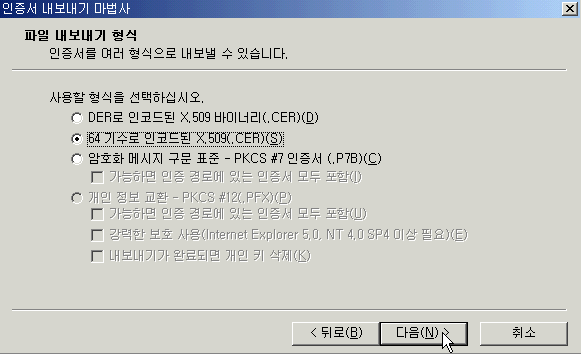 인증서 내보내기 마법사
파일 내보내기 형식
인증서를 여러 형식으로 내보낼 수 있습니다.
사용할 형식을 선택하십시오.
DER로 인코드된 X.509 바이너리(.CER)(D)
64 기수로 인코드된 X.509(.CER)(S)
암호화 메시지 구문 표준 - PKCS #7 인증서 (.P7B)(C)
가능하면 인증 경로에 있는 인증서 모두 포함(I)
개인 정보 교환 - PKCS #12(.PFX)(P)
가능하면 인증 경로에 있는 인증서 모두 포함(U)
강력한 보호 사용(Internet Explorer 5.0, NT 4.0 SP4 이상 필요)(E)
내보내기가 완료되면 개인 키 삭제(K)
< 뒤로(B) 다음(N) > 취소